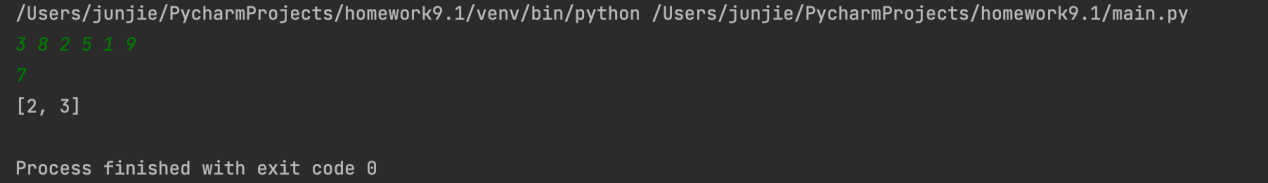 /Users/junjie/PycharmProjects/homework9.1/venv/bin/python /Users/junjie/PycharmProjects/homework9.1/main.py
3 8 2 5 1 9
7
[2, 3]
Process finished with exit code 0